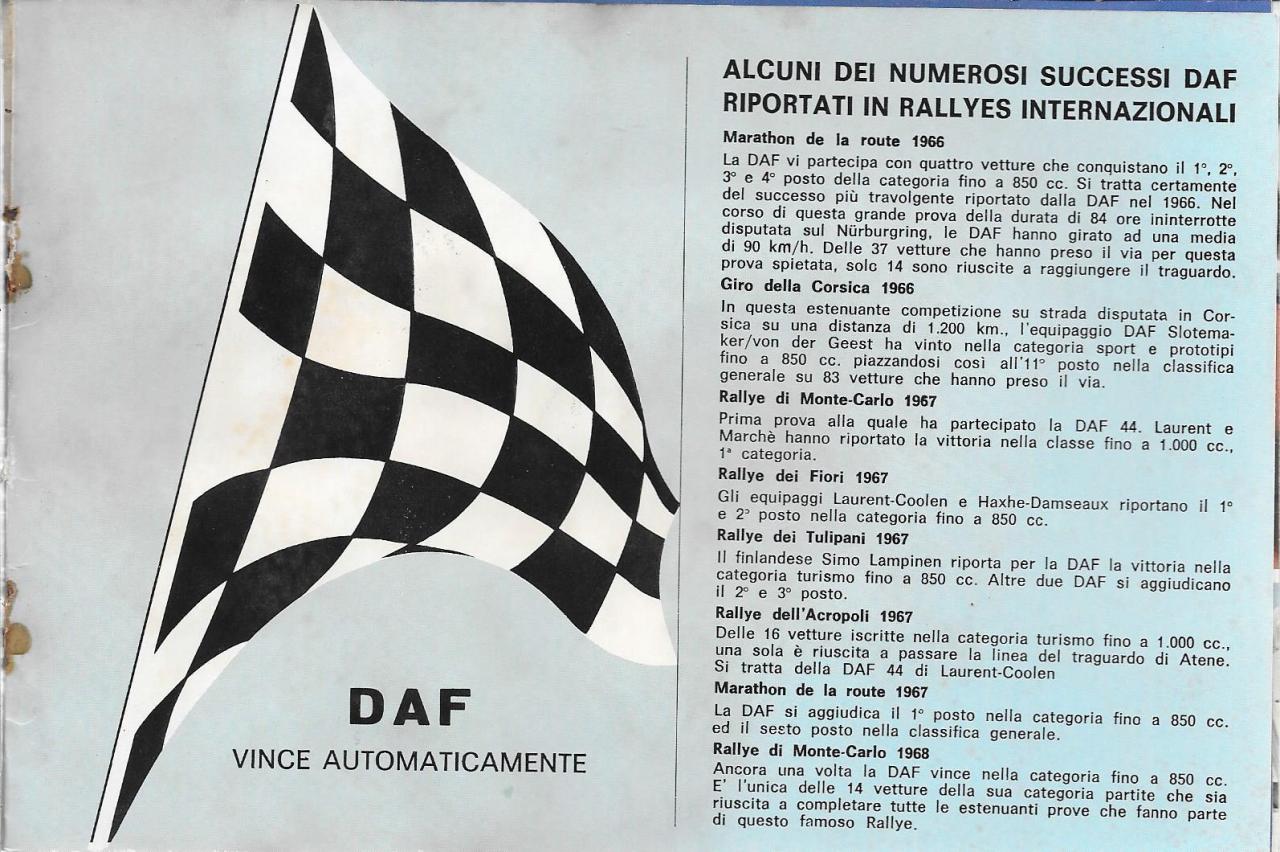 DAF
VINCE AUTOMATICAMENTE
ALCUNI DEI NUMEROSI SUCCESSI DAF
RIPORTATI IN RALLYES INTERNAZIONALI
Marathon de la route 1966
La DAF vi partecipa con quattro vetture che conquistano il 1°, 2°,
3° e 4° posto della categoria fino a 850 cc. Si tratta certamente
del successo più travolgente riportato dalla DAF nel 1966. Nel
corso di questa grande prova della durata di 84 ore ininterrotte
disputata sul Nürburgring, le DAF hanno girato ad una media
di 90 km/h. Delle 37 vetture che hanno preso il via per questa
prova spietata, solo 14 sono riuscite a raggiungere il traguardo.
Giro della Corsica 1966
In questa estenuante competizione su strada disputata in Cor-
sica su una distanza di 1.200 km., l'equipaggio DAF Slotema-
ker/von der Geest ha vinto nella categoria sport e prototipi
fino a 850 cc. piazzandosi così all'11° posto nella classifica
generale su 83 vetture che hanno preso il via.
Rallye di Monte-Carlo 1967
Prima prova alla quale ha partecipato la DAF 44. Laurent e
Marchè hanno riportato la vittoria nella classe fino a 1.000 cc.,
1ª categoria.
Rallye dei Fiori 1967
Gli equipaggi Laurent-Coolen e Haxhe-Damseaux riportano il 1°
e 2° posto nella categoria fino a 850 cc.
Rallye dei Tulipani 1967
Il finlandese Simo Lampinen riporta per la DAF la vittoria nella
categoria turismo fino a 850 cc. Altre due DAF si aggiudicano
il 2° e 3° posto.
Rallye dell'Acropoli 1967
Delle 16 vetture iscritte nella categoria turismo fino a 1.000 cc.,
una sola è riuscita a passare la linea del traguardo di Atene.
Si tratta della DAF 44 di Laurent-Coolen
Marathon de la route 1967
La DAF si aggiudica il 1° posto nella categoria fino a 850 cc.
ed il sesto posto nella classifica generale.
Rallye di Monte-Carlo 1968
Ancora una volta la DAF vince nella categoria fino a 850 cc.
E' l'unica delle 14 vetture della sua categoria partite che sia
riuscita a completare tutte le estenuanti prove che fanno parte
di questo famoso Rallye.